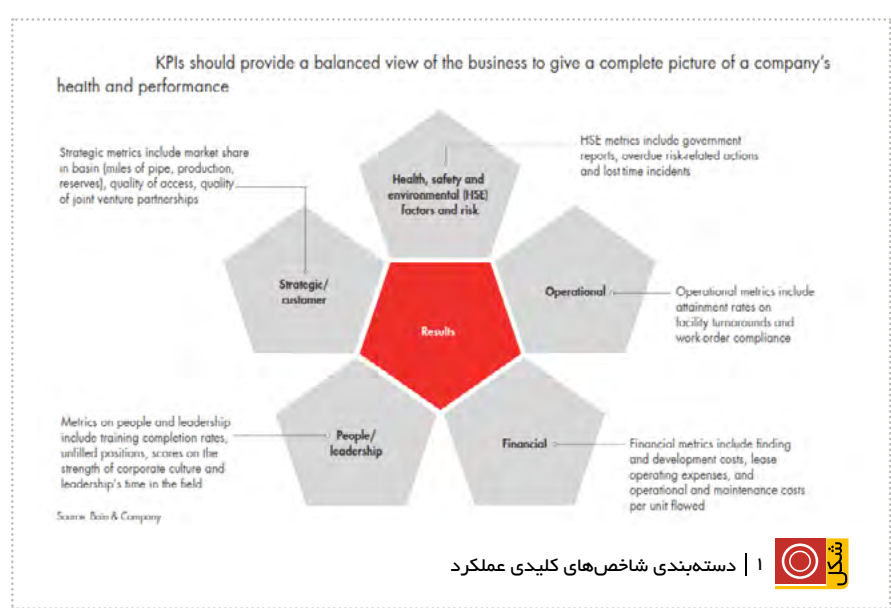 KPIs should provide a balanced view of the business to give a complete picture of a company's
health and performance
Strategic metrics include market share
in basin (miles of pipe, production,
reserves), quality of access, quality
of joint venture partnerships
HSE metrics include government
reports, overdue risk-related actions
and lost time incidents
Health, safety and
environmental (HSE)
factors and risk
Strategic/
customer
Operational
Operational metrics include
attainment rates on
facility turnarounds and
work-order compliance
Results
Metrics on people and leadership
include training completion rates,
unfilled positions, scores on the
strength of corporate culture and
leadership's time in the field
People/
leadership
Financial
Financial metrics include finding
and development costs, lease
operating expenses, and
operational and maintenance costs
per unit flowed
Source: Bain & Company
شکل
۱ | دسته‌بندی شاخص‌های کلیدی عملکرد